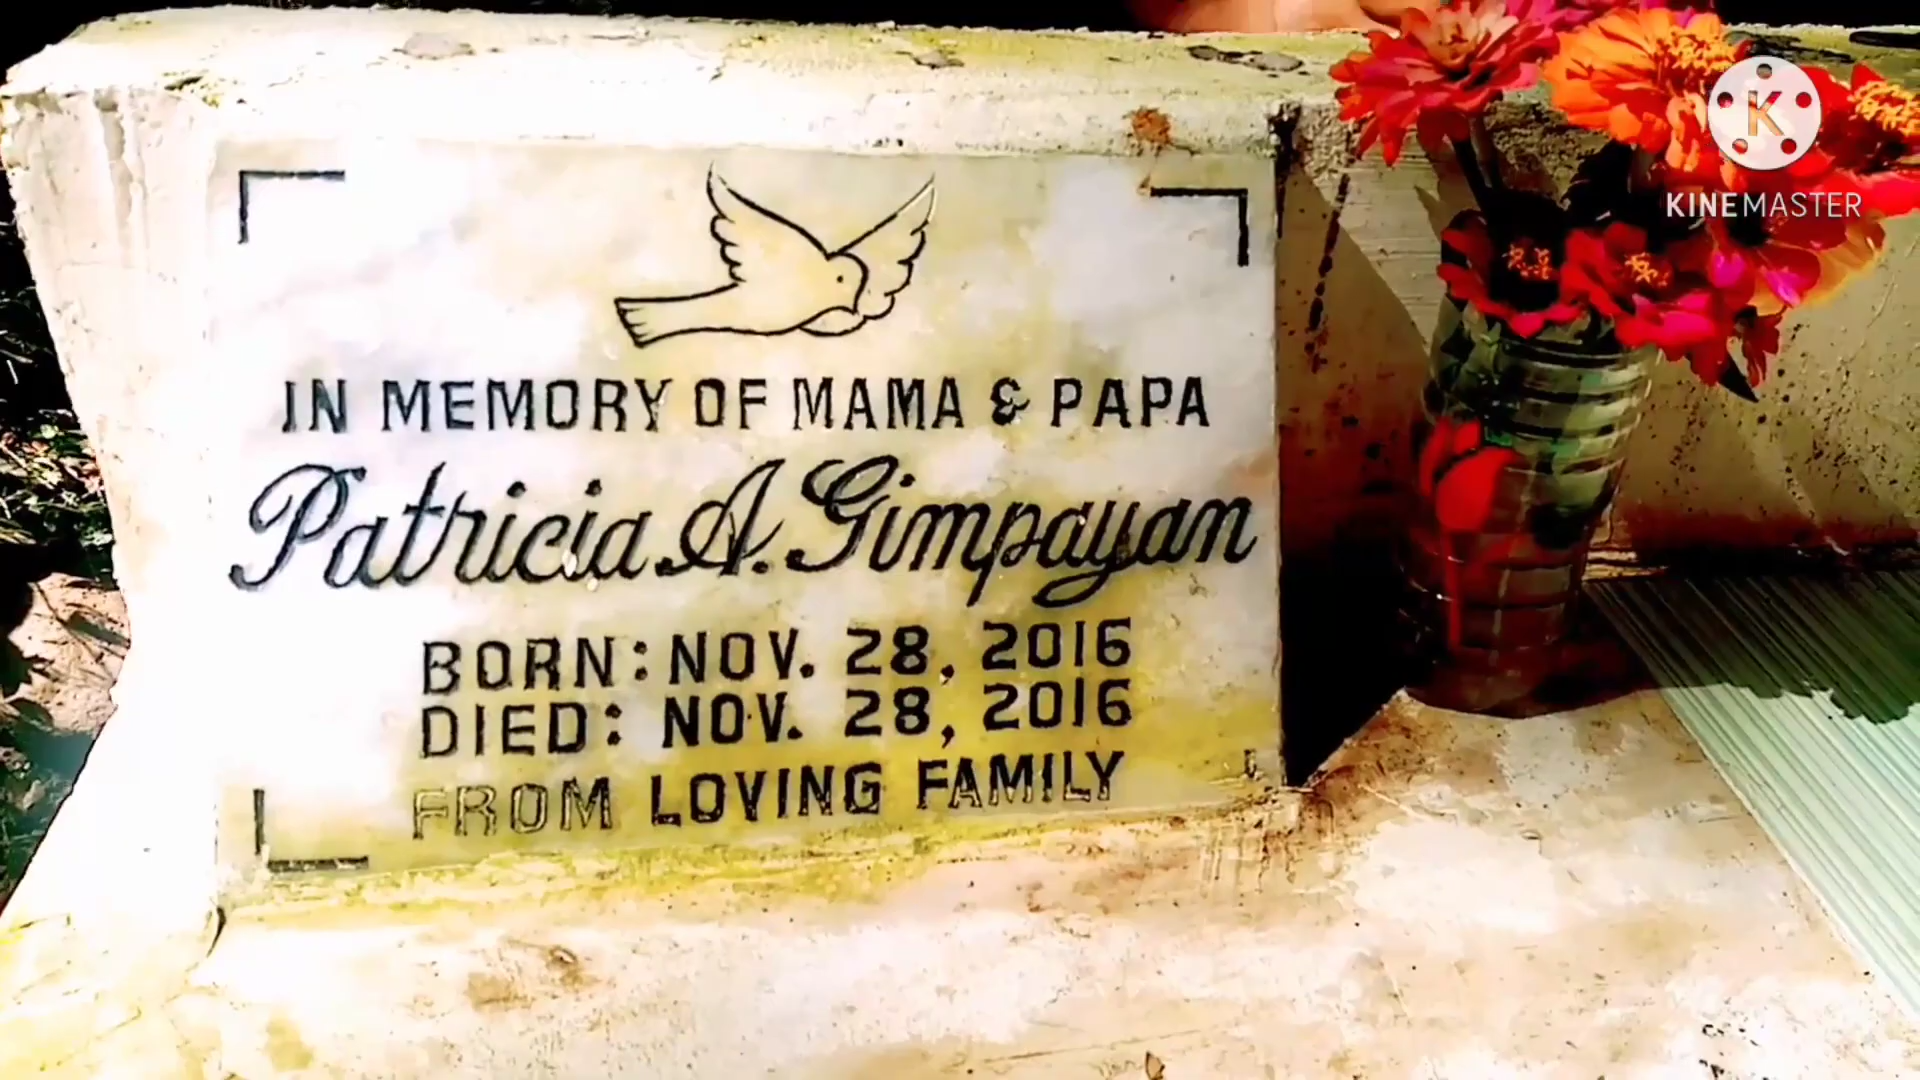 IN MEMORY OF MAMA & PAPA
Patricia A. Gimpayan
BORN: NOV. 28, 2016
DIED: NOV. 28, 2016
FROM LOVING FAMILY
K
KINEMASTER